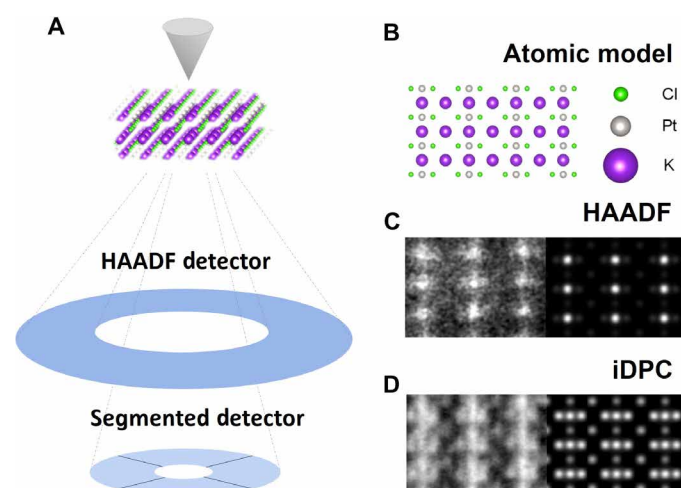 A
HAADF detector
Segmented detector
B
Atomic model
Cl
Pt
K
C
HAADF
D
iDPC